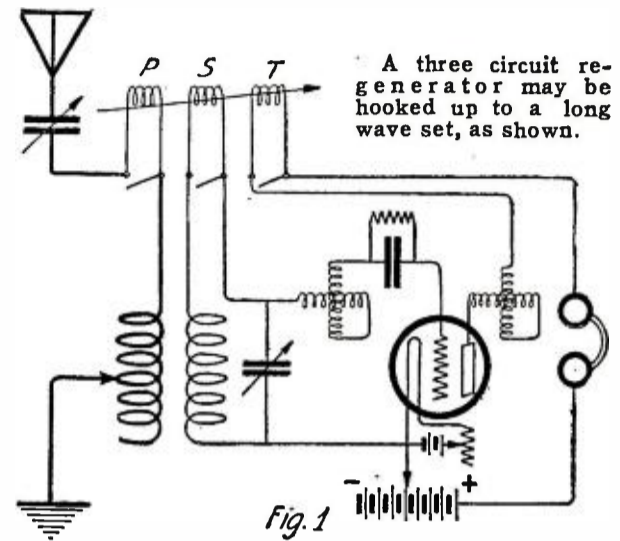 P S T
A three circuit re-
generator may be
hooked up to a long
wave set, as shown.
- +
Fig. 1